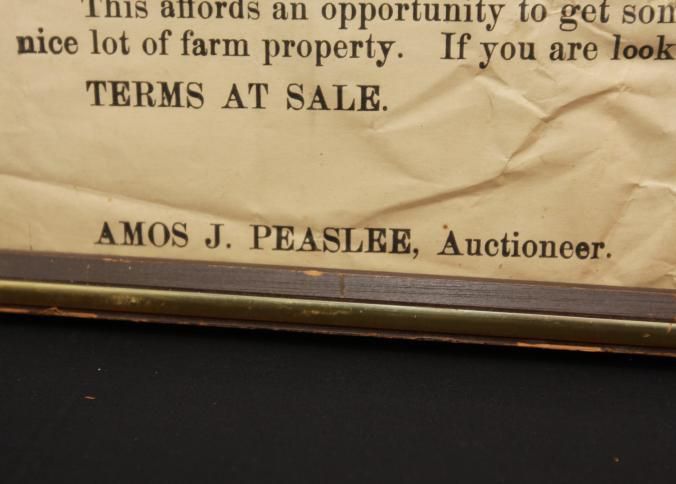 This affords an opportunity to get
nice lot of farm property. If you are look
TERMS AT SALE.
AMOS J. PEASLEE, Auctioneer.